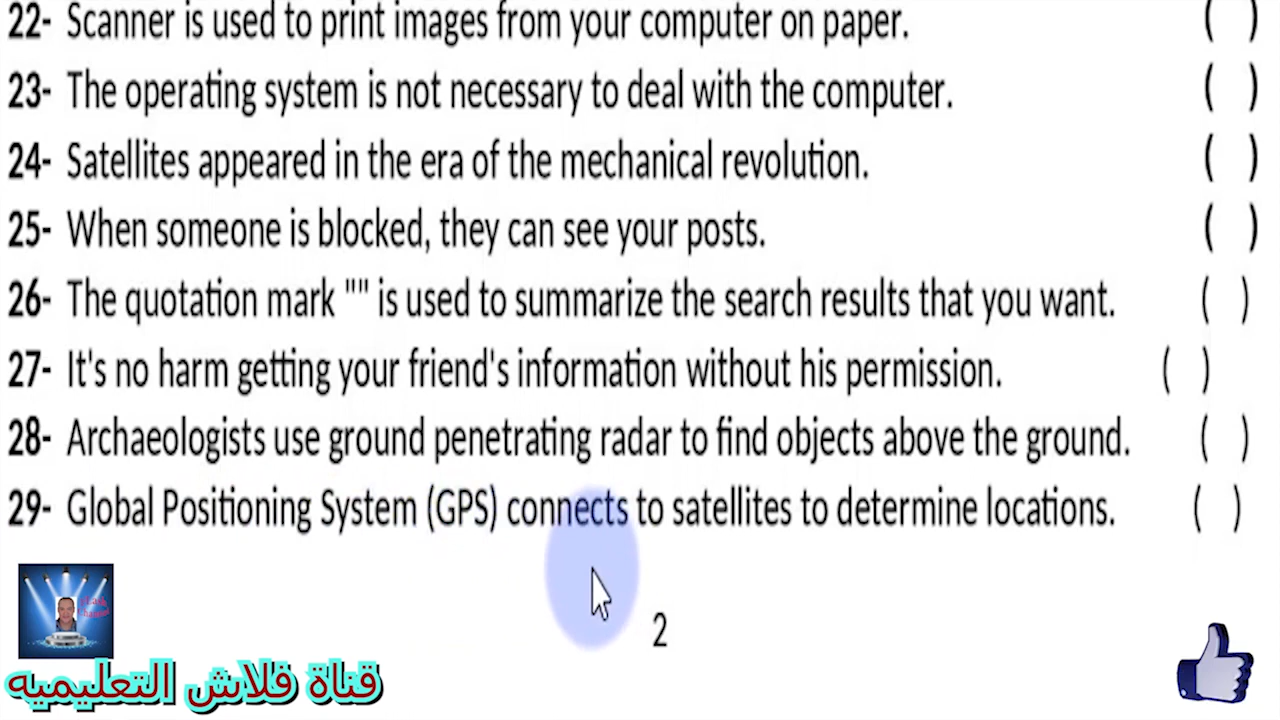 22- Scanner is used to print images from your computer on paper. ( )
23- The operating system is not necessary to deal with the computer. ( )
24- Satellites appeared in the era of the mechanical revolution. ( )
25- When someone is blocked, they can see your posts. ( )
26- The quotation mark "" is used to summarize the search results that you want. ( )
27- It's no harm getting your friend's information without his permission. ( )
28- Archaeologists use ground penetrating radar to find objects above the ground. ( )
29- Global Positioning System (GPS) connects to satellites to determine locations. ( )
2
قناة فلاش التعليميه